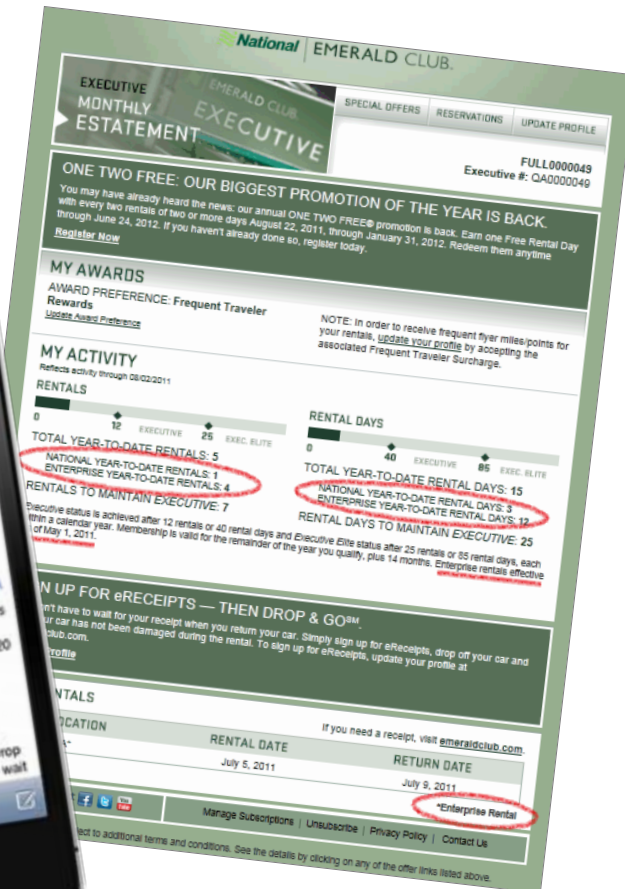 National EMERALD CLUB.
EXECUTIVE
MONTHLY
ESTATEMENT
EMERALD CLUB.
EXECUTIVE
SPECIAL OFFERS RESERVATIONS UPDATE PROFILE
FULL0000049
Executive #: QA0000049
ONE TWO FREE: OUR BIGGEST PROMOTION OF THE YEAR IS BACK.
You may have already heard the news: our annual ONE TWO FREE® promotion is back. Earn one Free Rental Day
with every two rentals of two or more days August 22, 2011, through January 31, 2012. Redeem them anytime
through June 24, 2012. If you haven't already done so, register today.
Register Now
MY AWARDS
AWARD PREFERENCE: Frequent Traveler
Rewards
Update Award Preference
NOTE: In order to receive frequent flyer miles/points for
your rentals, update your profile by accepting the
associated Frequent Traveler Surcharge.
MY ACTIVITY
Reflects activity through 08/02/2011
RENTALS
0 12 EXECUTIVE 25 EXEC. ELITE
TOTAL YEAR-TO-DATE RENTALS: 5
NATIONAL YEAR-TO-DATE RENTALS: 1
ENTERPRISE YEAR-TO-DATE RENTALS: 4
RENTALS TO MAINTAIN EXECUTIVE: 7
RENTAL DAYS
0 40 EXECUTIVE 85 EXEC. ELITE
TOTAL YEAR-TO-DATE RENTAL DAYS: 15
NATIONAL YEAR-TO-DATE RENTAL DAYS: 3
ENTERPRISE YEAR-TO-DATE RENTAL DAYS: 12
RENTAL DAYS TO MAINTAIN EXECUTIVE: 25
Executive status is achieved after 12 rentals or 40 rental days and Executive Elite status after 25 rentals or 85 rental days, each
within a calendar year. Membership is valid for the remainder of the year you qualify, plus 14 months. Enterprise rentals effective
of May 1, 2011.
N UP FOR eRECEIPTS — THEN DROP & GO℠.
n't have to wait for your receipt when you return your car. Simply sign up for eReceipts, drop off your car and
ur car has not been damaged during the rental. To sign up for eReceipts, update your profile at
club.com.
rofile
NTALS
If you need a receipt, visit emeraldclub.com.
OCATION RENTAL DATE RETURN DATE
A* July 5, 2011 July 9, 2011
*Enterprise Rental
Manage Subscriptions | Unsubscribe | Privacy Policy | Contact Us
ect to additional terms and conditions. See the details by clicking on any of the offer links listed above.
20
rop
wait